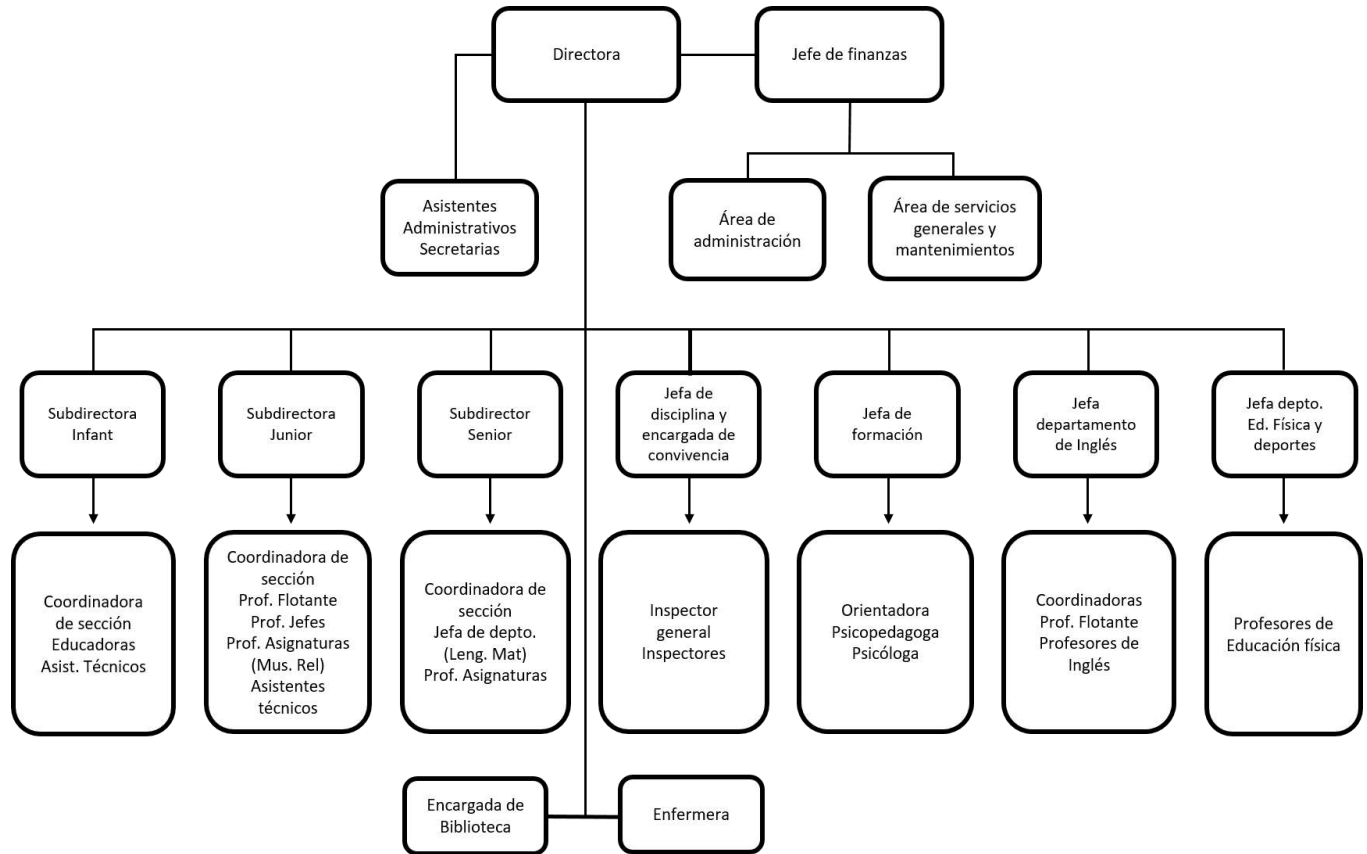 Directora
Jefe de finanzas
Asistentes
Administrativos
Secretarias
Área de
administración
Área de servicios
generales y
mantenimientos
Subdirectora
Infant
Subdirectora
Junior
Subdirector
Senior
Jefa de
disciplina y
encargada de
convivencia
Jefa de
formación
Jefa
departamento
de Inglés
Jefa depto.
Ed. Física y
deportes
Coordinadora
de sección
Educadoras
Asist. Técnicos
Coordinadora de
sección
Prof. Flotante
Prof. Jefes
Prof. Asignaturas
(Mus. Rel)
Asistentes
técnicos
Coordinadora de
sección
Jefa de depto.
(Leng. Mat)
Prof. Asignaturas
Inspector
general
Inspectores
Orientadora
Psicopedagoga
Psicóloga
Coordinadoras
Prof. Flotante
Profesores de
Inglés
Profesores de
Educación física
Encargada de
Biblioteca
Enfermera